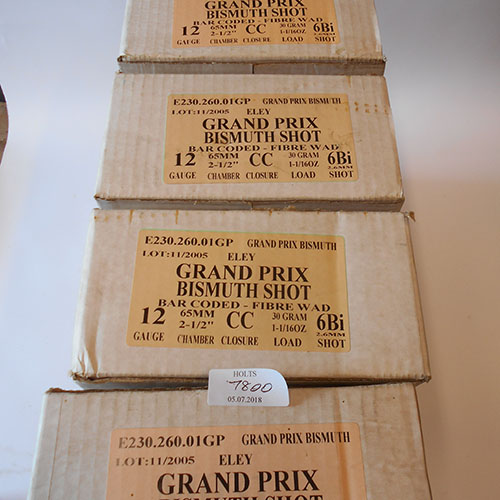 GRAND PRIX
BISMUTH SHOT
BAR CODED - FIBRE WAD
12 65MM CC 30 GRAM 6Bi
2-1/2" 1-1/16OZ 2.6MM
GAUGE CHAMBER CLOSURE LOAD SHOT
E230.260.01GP GRAND PRIX BISMUTH
LOT:11/2005 ELEY
GRAND PRIX
BISMUTH SHOT
BAR CODED - FIBRE WAD
12 65MM CC 30 GRAM 6Bi
2-1/2" 1-1/16OZ 2.6MM
GAUGE CHAMBER CLOSURE LOAD SHOT
E230.260.01GP GRAND PRIX BISMUTH
LOT:11/2005 ELEY
GRAND PRIX
BISMUTH SHOT
BAR CODED - FIBRE WAD
12 65MM CC 30 GRAM 6Bi
2-1/2" 1-1/16OZ 2.6MM
GAUGE CHAMBER CLOSURE LOAD SHOT
HOLTS
7800
05.07.2018
E230.260.01GP GRAND PRIX BISMUTH
LOT:11/2005 ELEY
GRAND PRIX
BISMUTH SHOT